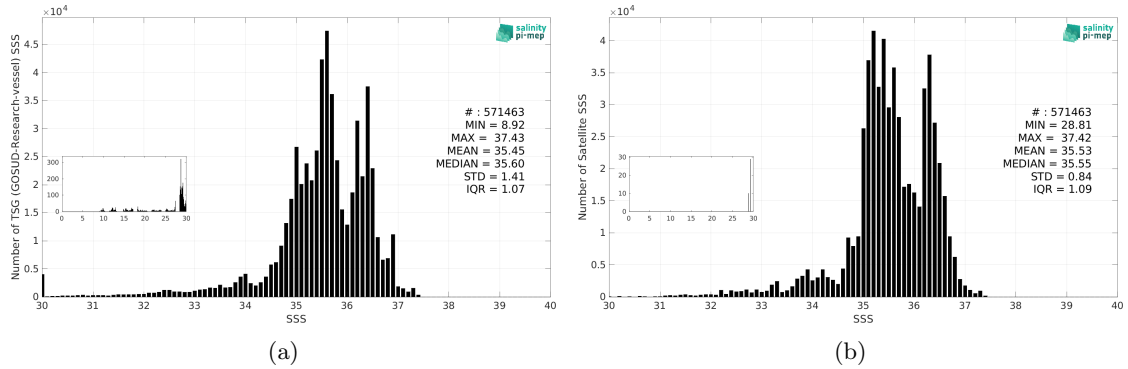 ×10⁴
5
4.5
4
3.5
3
2.5
2
1.5
1
0.5
0
Number of TSG (GOSUD-Research-vessel) SSS
30 31 32 33 34 35 36 37 38 39 40
SSS
300
200
100
0
0 5 10 15 20 25 30
salinity
pi-mep
# : 571463
MIN = 8.92
MAX = 37.43
MEAN = 35.45
MEDIAN = 35.60
STD = 1.41
IQR = 1.07
(a)
×10⁴
4
3.5
3
2.5
2
1.5
1
0.5
0
Number of Satellite SSS
30 31 32 33 34 35 36 37 38 39 40
SSS
30
20
10
0
0 5 10 15 20 25 30
salinity
pi-mep
# : 571463
MIN = 28.81
MAX = 37.42
MEAN = 35.53
MEDIAN = 35.55
STD = 0.84
IQR = 1.09
(b)